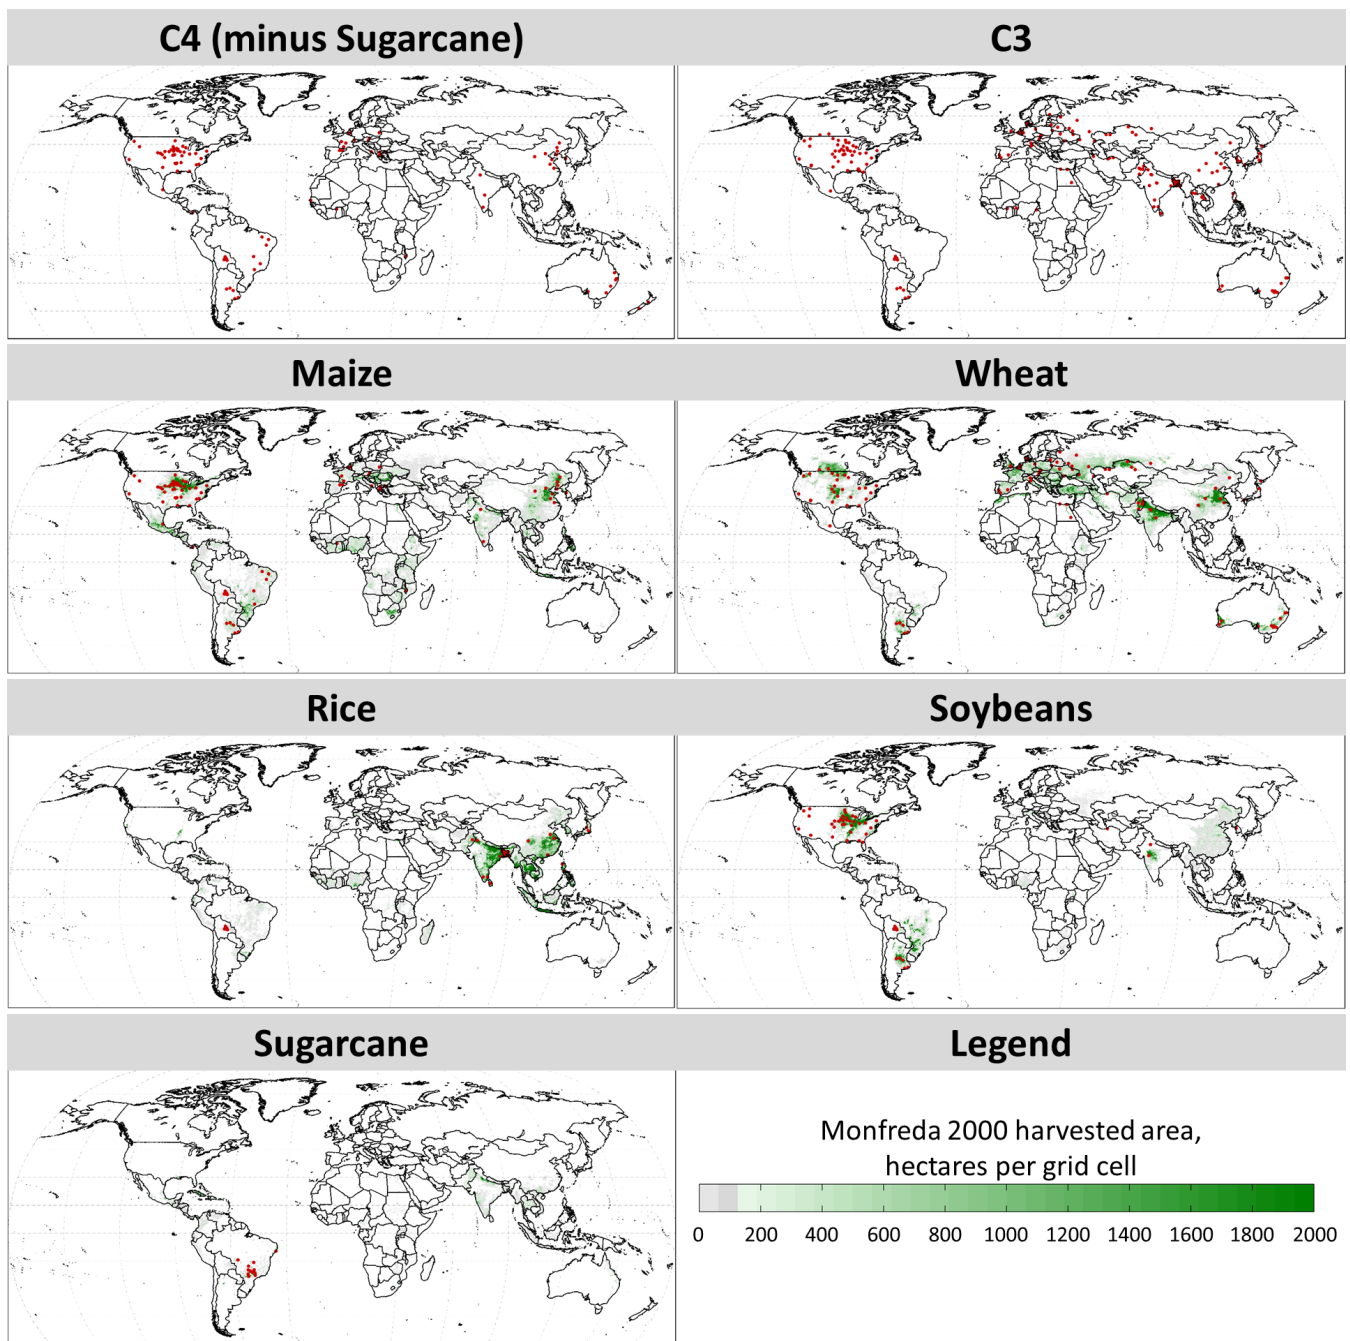 C4 (minus Sugarcane)
C3
Maize
Wheat
Rice
Soybeans
Sugarcane
Legend
Monfreda 2000 harvested area,
hectares per grid cell
0 200 400 600 800 1000 1200 1400 1600 1800 2000